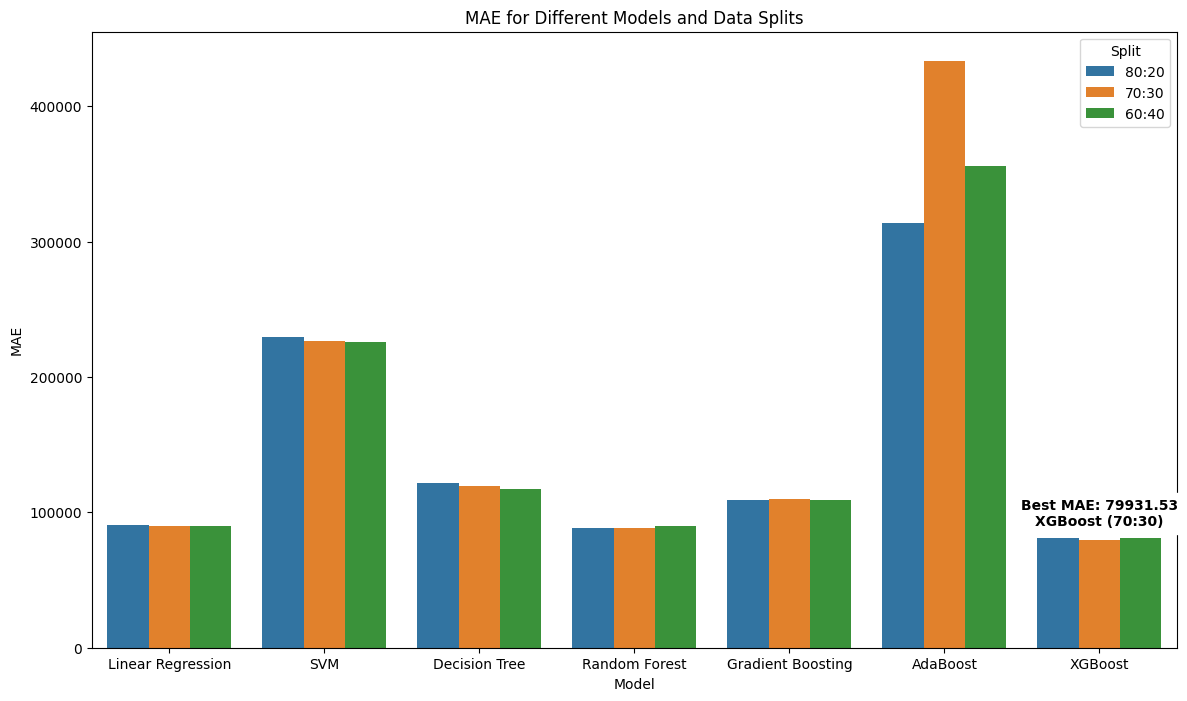 MAE for Different Models and Data Splits
Split
80:20
70:30
60:40
MAE
400000
300000
200000
100000
0
Best MAE: 79931.53
XGBoost (70:30)
Linear Regression
SVM
Decision Tree
Random Forest
Gradient Boosting
AdaBoost
XGBoost
Model